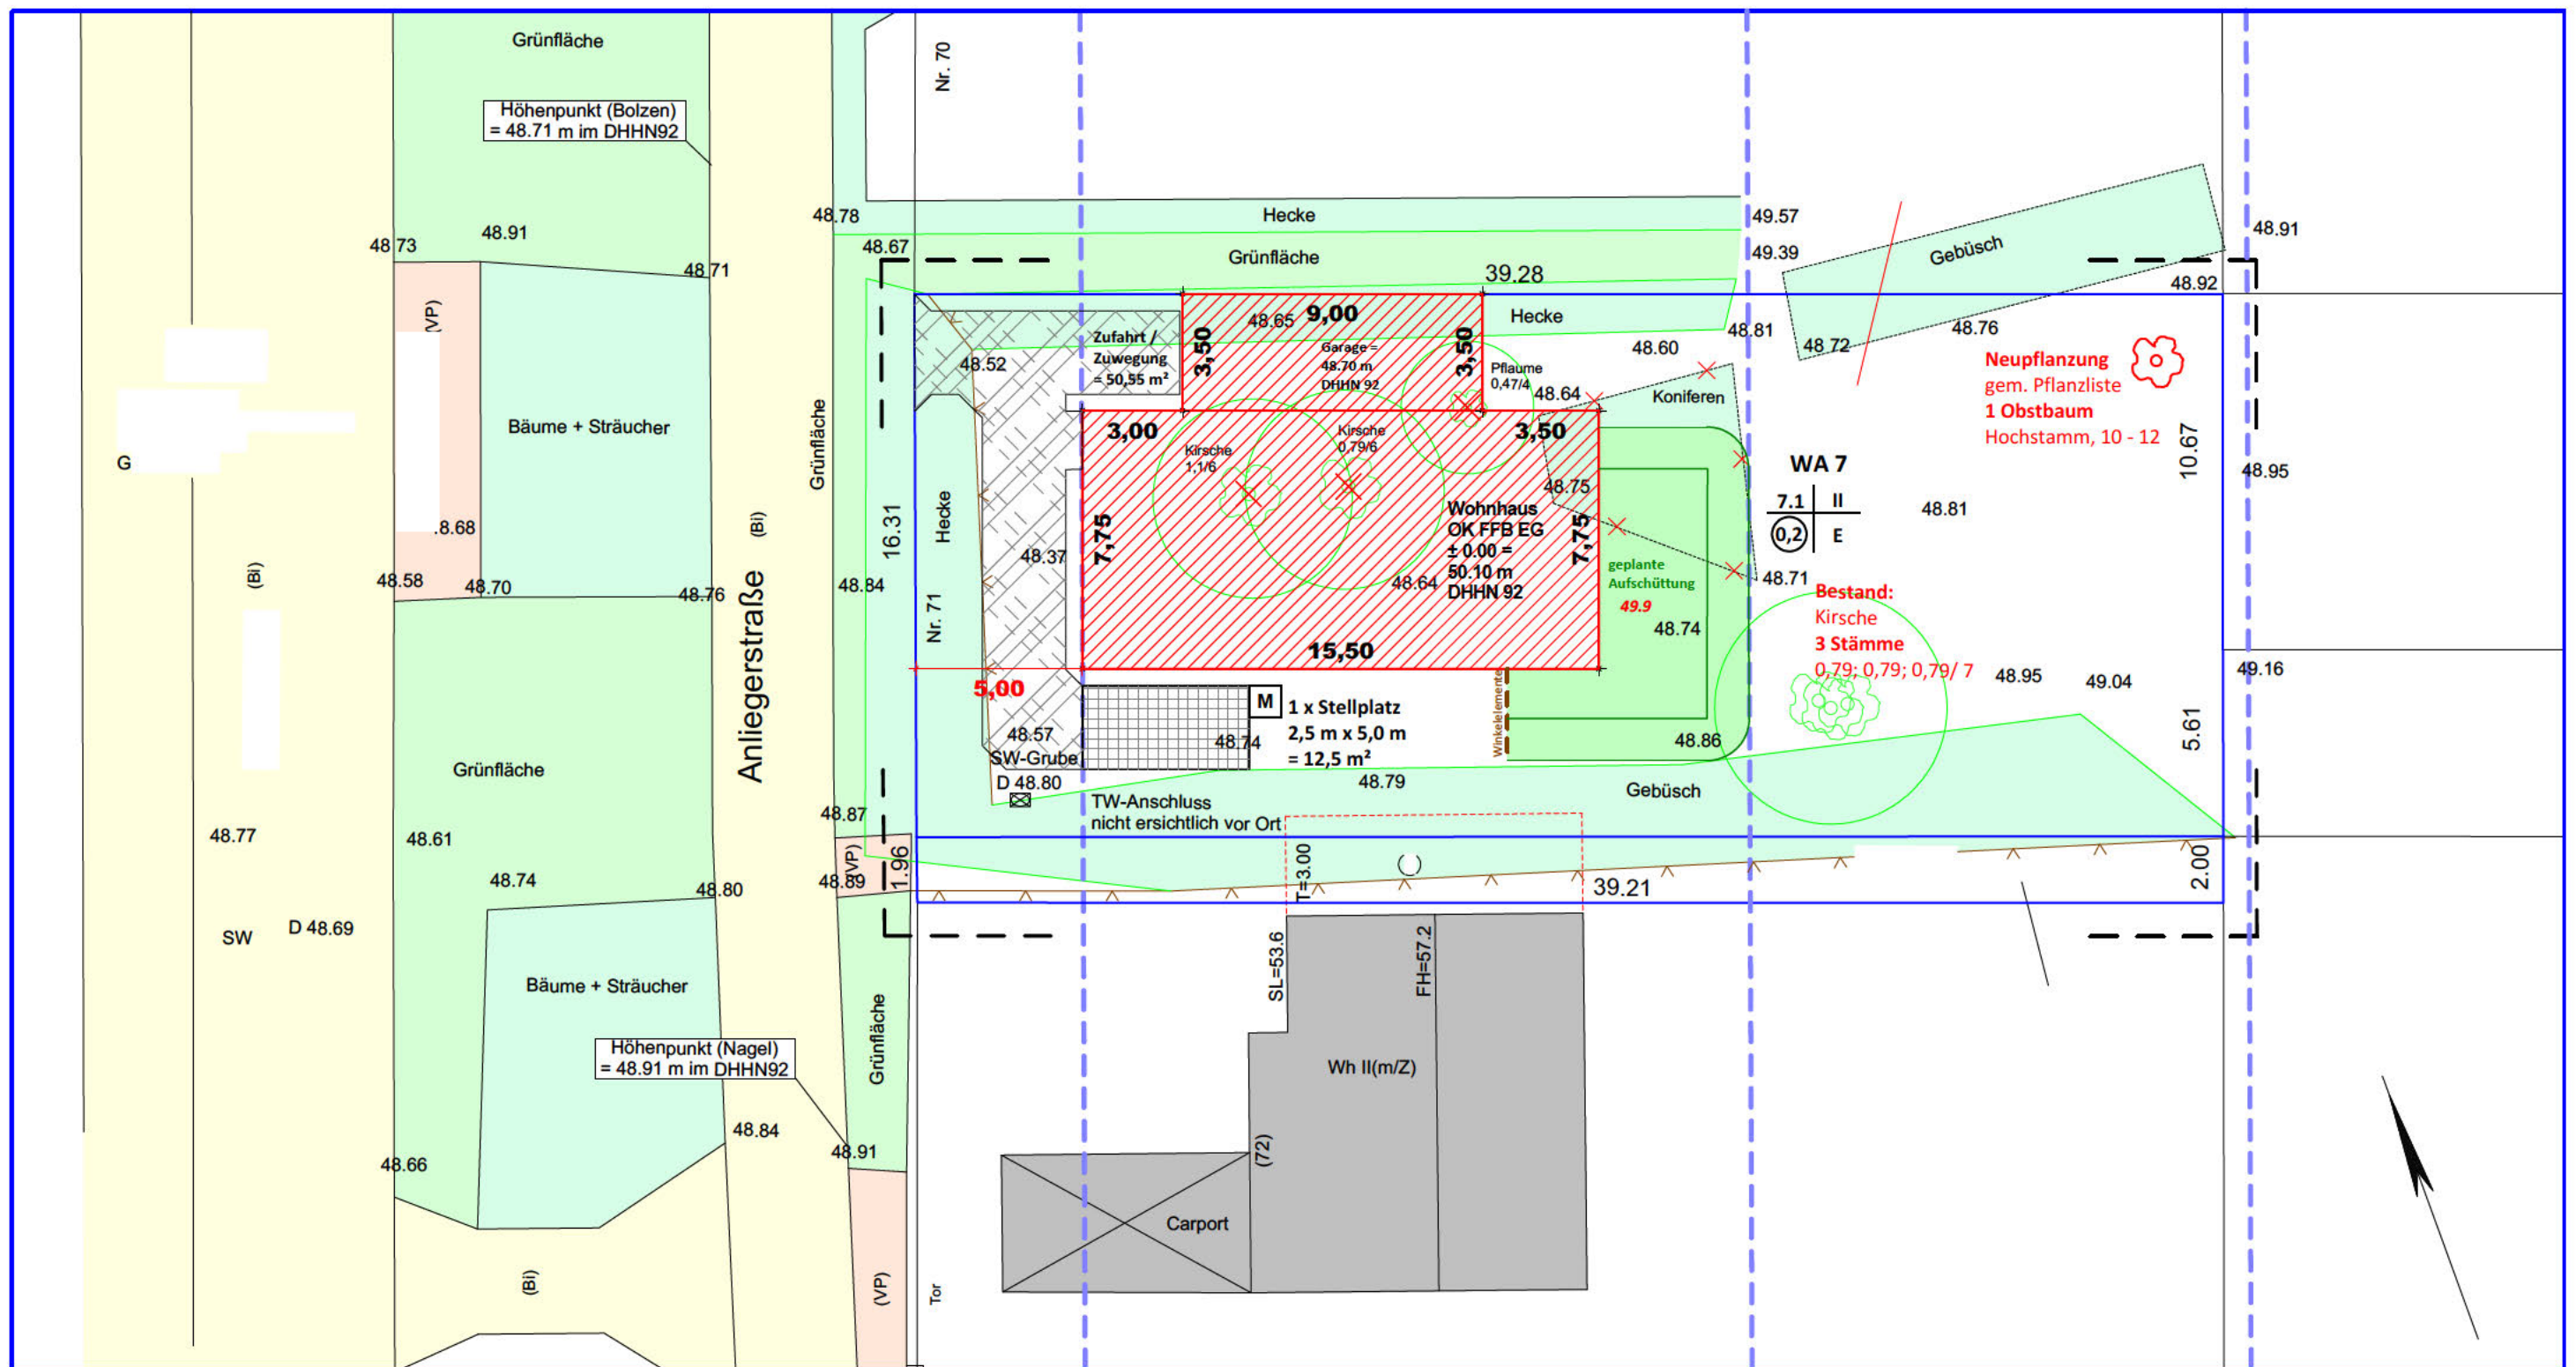 Grünfläche
Höhenpunkt (Bolzen)
= 48.71 m im DHHN92
48.73
48.91
48.71
(VP)
Bäume + Sträucher
G
.8.68
48.58
48.70
48.76
(Bi)
(Bi)
Anliegerstraße
Grünfläche
48.77
48.61
48.74
48.80
SW
D 48.69
Bäume + Sträucher
Höhenpunkt (Nagel)
= 48.91 m im DHHN92
48.66
48.84
(Bi)
Nr. 70
48.78
48.67
Hecke
Grünfläche
39.28
49.57
49.39
Gebüsch
48.91
48.92
Grünfläche
16.31
48.84
Hecke
Nr. 71
48.52
48.37
Zufahrt /
Zuwegung
= 50,55 m²
3,50
48.65
9,00
Garage =
48.70 m
DHHN 92
3,50
Hecke
Pflaume
0,47/4
48.64
48.60
48.81
48.72
48.76
Koniferen
3,00
Kirsche
1,1/6
Kirsche
0,79/6
3,50
48.75
7,75
Wohnhaus
OK FFB EG
± 0.00 =
50.10 m
DHHN 92
48.64
7,75
15,50
geplante
Aufschüttung
49.9
48.74
48.71
WA 7
7.1
II
0,2
E
48.81
Neupflanzung
gem. Pflanzliste
1 Obstbaum
Hochstamm, 10 - 12
10.67
48.95
Bestand:
Kirsche
3 Stämme
0,79; 0,79; 0,79/ 7
48.95
49.04
49.16
5.61
5,00
48.57
SW-Grube
D 48.80
48.74
M
1 x Stellplatz
2,5 m x 5,0 m
= 12,5 m²
Winkelelemente
48.86
48.79
Gebüsch
TW-Anschluss
nicht ersichtlich vor Ort
48.87
(VP)
48.89
1.96
T=3.00
39.21
2.00
Grünfläche
48.91
(VP)
Tor
SL=53.6
FH=57.2
Wh II(m/Z)
(72)
Carport